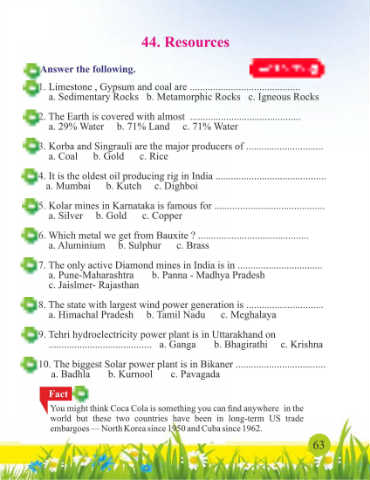 44. Resources
Answer the following.
1. Limestone , Gypsum and coal are ............................................
a. Sedimentary Rocks b. Metamorphic Rocks c. Igneous Rocks
2. The Earth is covered with almost ............................................
a. 29% Water b. 71% Land c. 71% Water
3. Korba and Singrauli are the major producers of ...............................
a. Coal b. Gold c. Rice
4. It is the oldest oil producing rig in India ............................................
a. Mumbai b. Kutch c. Dighboi
5. Kolar mines in Karnataka is famous for ............................................
a. Silver b. Gold c. Copper
6. Which metal we get from Bauxite ? ............................................
a. Aluminium b. Sulphur c. Brass
7. The only active Diamond mines in India is in ..................................
a. Pune-Maharashtra b. Panna - Madhya Pradesh
c. Jaislmer- Rajasthan
8. The state with largest wind power generation is ...............................
a. Himachal Pradesh b. Tamil Nadu c. Meghalaya
9. Tehri hydroelectricity power plant is in Uttarakhand on
......................................... a. Ganga b. Bhagirathi c. Krishna
10. The biggest Solar power plant is in Bikaner ....................................
a. Badhla b. Kurnool c. Pavagada
Fact
You might think Coca Cola is something you can find anywhere in the
world but these two countries have been in long-term US trade
embargoes — North Korea since 1950 and Cuba since 1962.
63